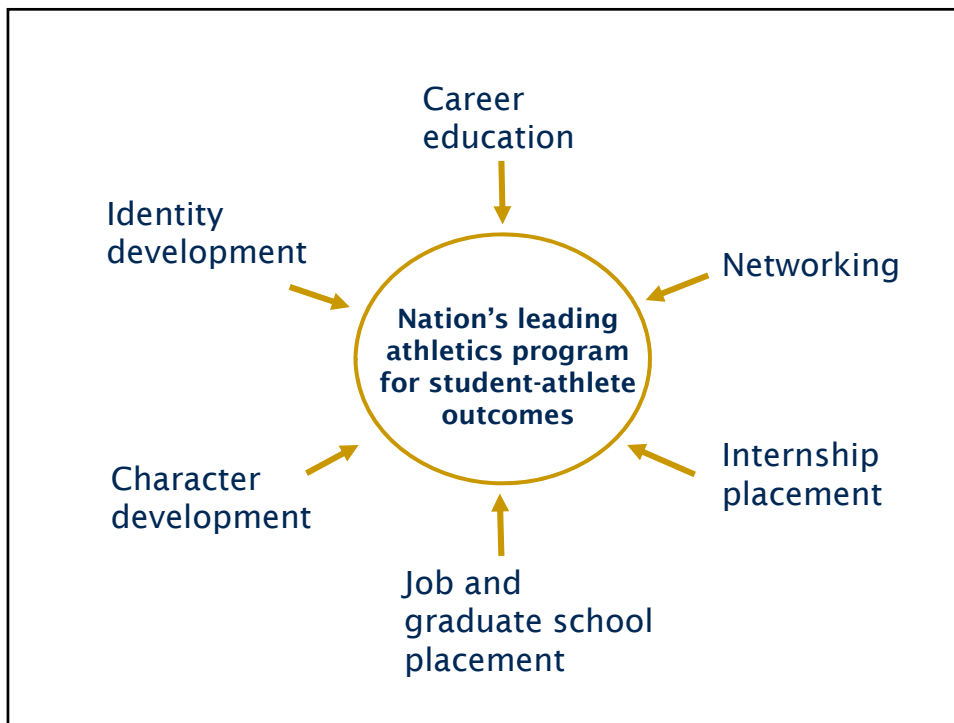 Career
education
Identity
development
Networking
Nation’s leading
athletics program
for student-athlete
outcomes
Character
development
Internship
placement
Job and
graduate school
placement